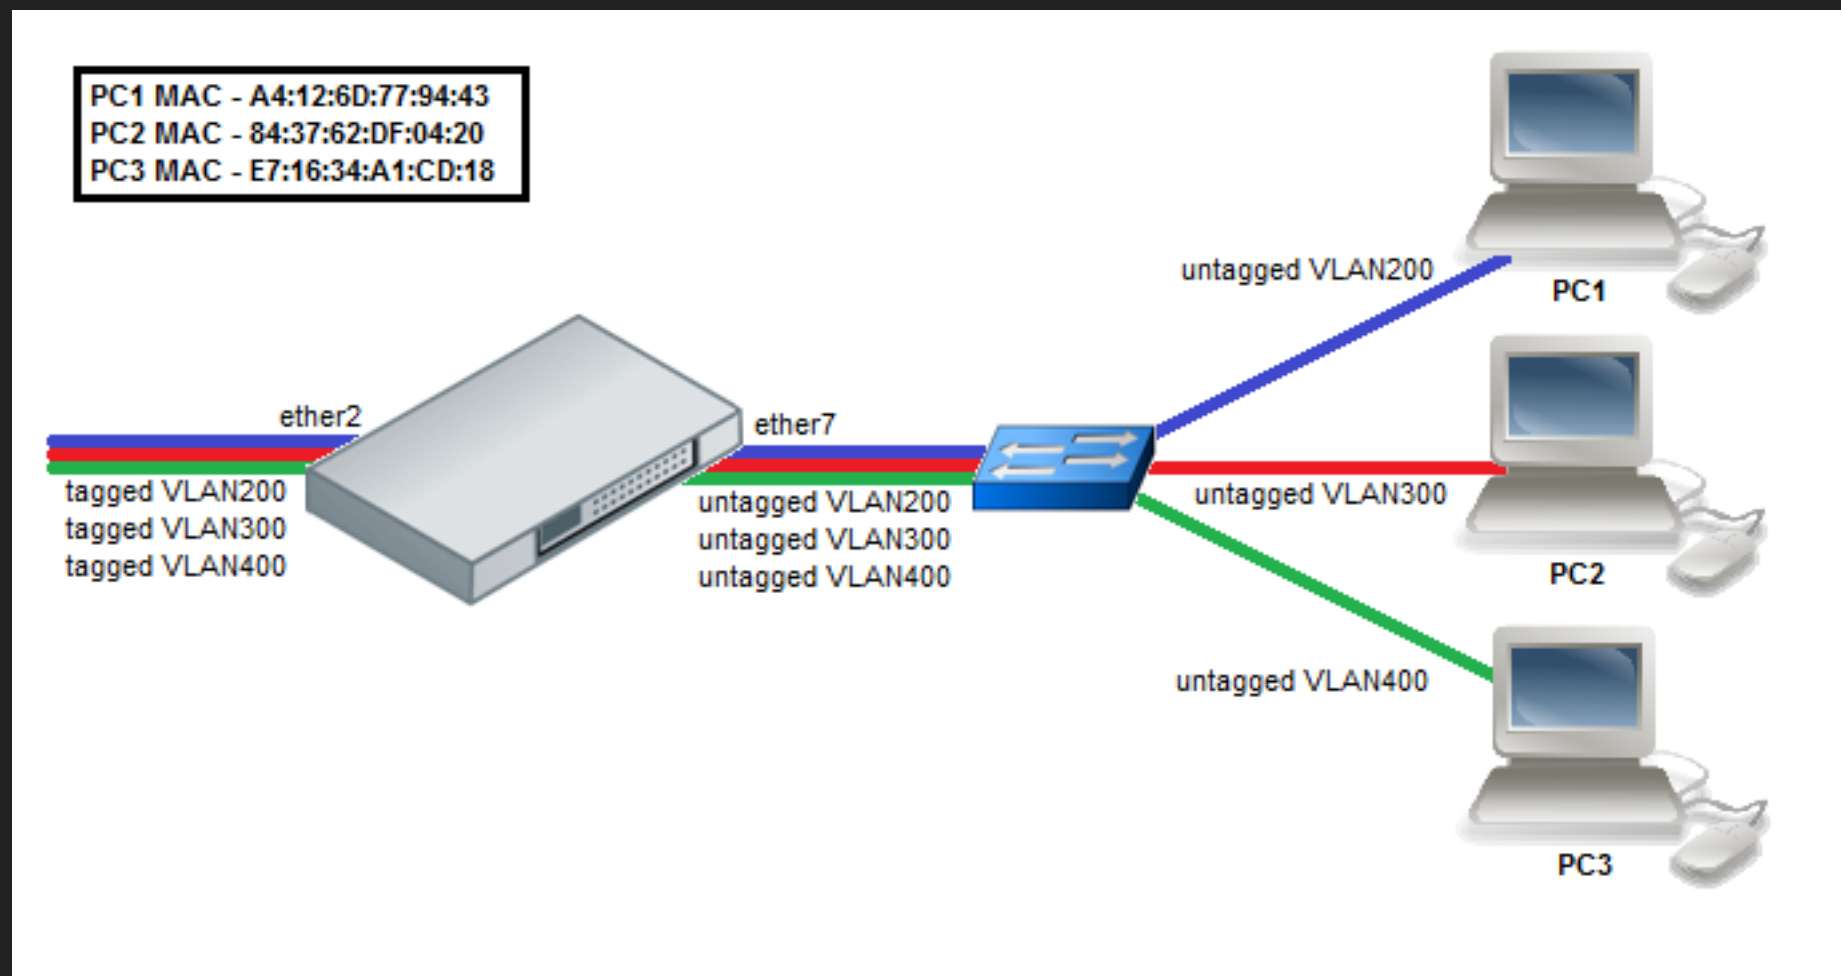 PC1 MAC - A4:12:6D:77:94:43
PC2 MAC - 84:37:62:DF:04:20
PC3 MAC - E7:16:34:A1:CD:18
untagged VLAN200
PC1
ether2
ether7
tagged VLAN200
tagged VLAN300
tagged VLAN400
untagged VLAN200
untagged VLAN300
untagged VLAN400
untagged VLAN300
PC2
untagged VLAN400
PC3